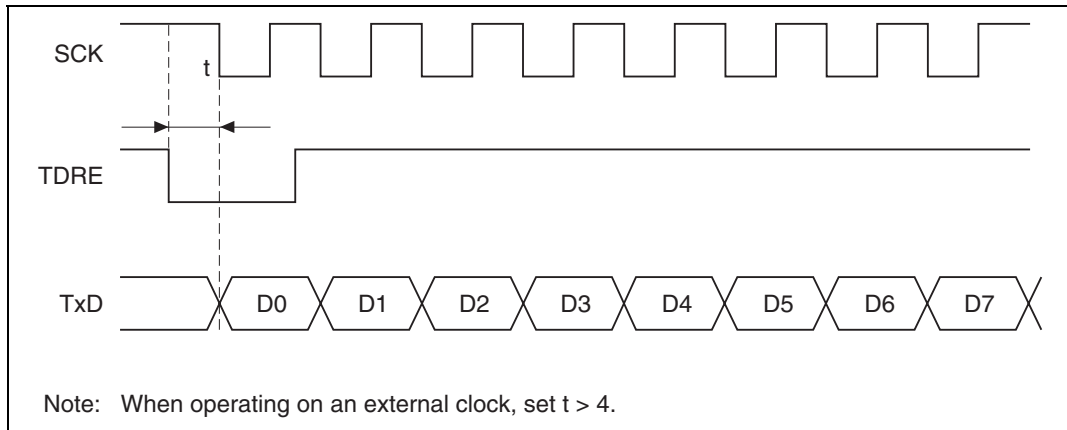 SCK
t
TDRE
TxD D0 D1 D2 D3 D4 D5 D6 D7
Note: When operating on an external clock, set t > 4.